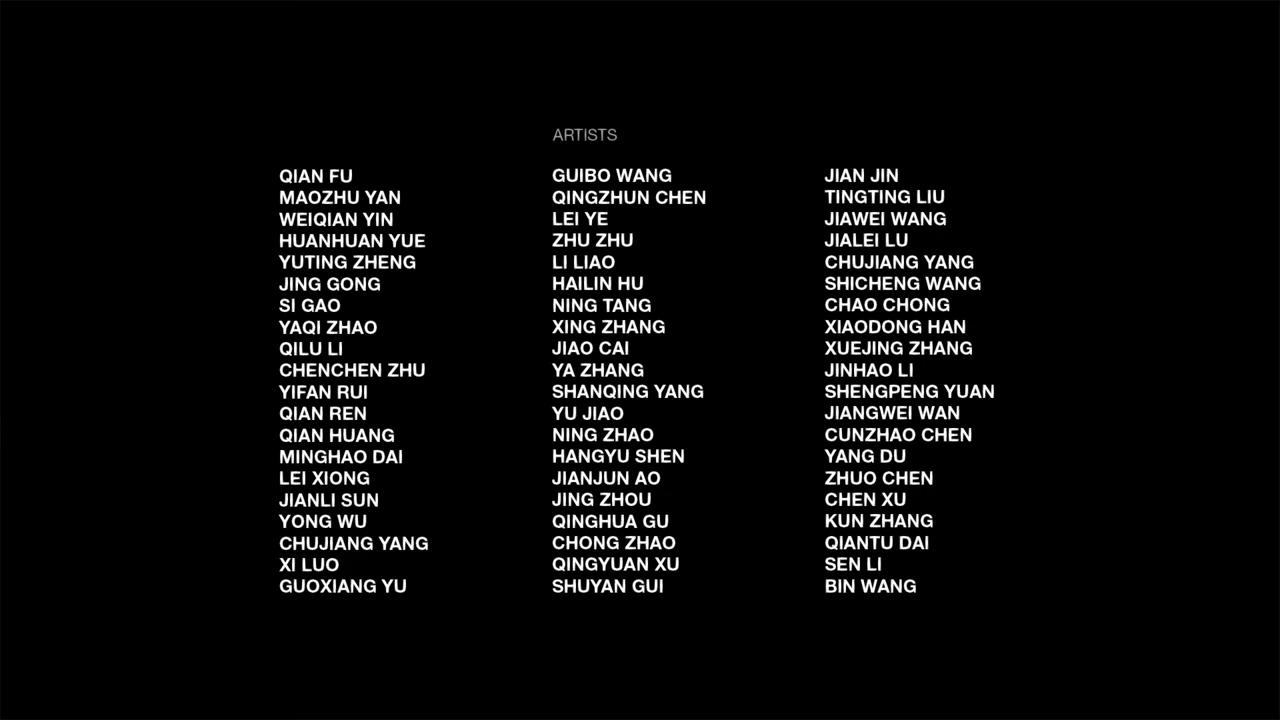 ARTISTS
QIAN FU
MAOZHU YAN
WEIQIAN YIN
HUANHUAN YUE
YUTING ZHENG
JING GONG
SI GAO
YAQI ZHAO
QILU LI
CHENCHEN ZHU
YIFAN RUI
QIAN REN
QIAN HUANG
MINGHAO DAI
LEI XIONG
JIANLI SUN
YONG WU
CHUJIANG YANG
XI LUO
GUOXIANG YU
GUIBO WANG
QINGZHUN CHEN
LEI YE
ZHU ZHU
LI LIAO
HAILIN HU
NING TANG
XING ZHANG
JIAO CAI
YA ZHANG
SHANQING YANG
YU JIAO
NING ZHAO
HANGYU SHEN
JIANJUN AO
JING ZHOU
QINGHUA GU
CHONG ZHAO
QINGYUAN XU
SHUYAN GUI
JIAN JIN
TINGTING LIU
JIAWEI WANG
JIALEI LU
CHUJIANG YANG
SHICHENG WANG
CHAO CHONG
XIAODONG HAN
XUEJING ZHANG
JINHAO LI
SHENGPENG YUAN
JIANGWEI WAN
CUNZHAO CHEN
YANG DU
ZHUO CHEN
CHEN XU
KUN ZHANG
QIANTU DAI
SEN LI
BIN WANG